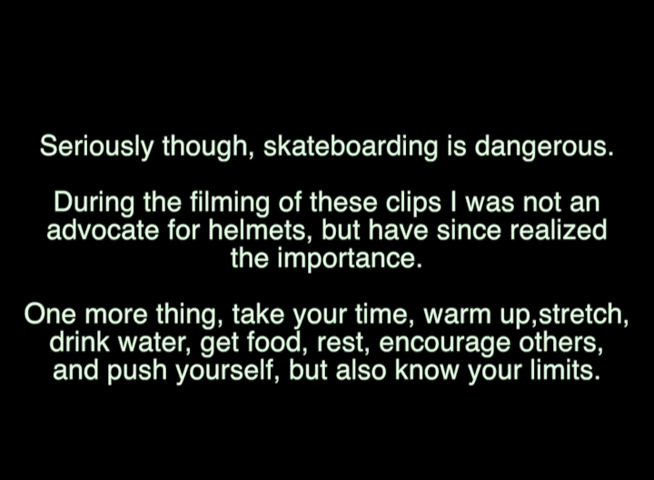 Seriously though, skateboarding is dangerous.
During the filming of these clips I was not an
advocate for helmets, but have since realized
the importance.
One more thing, take your time, warm up,stretch,
drink water, get food, rest, encourage others,
and push yourself, but also know your limits.